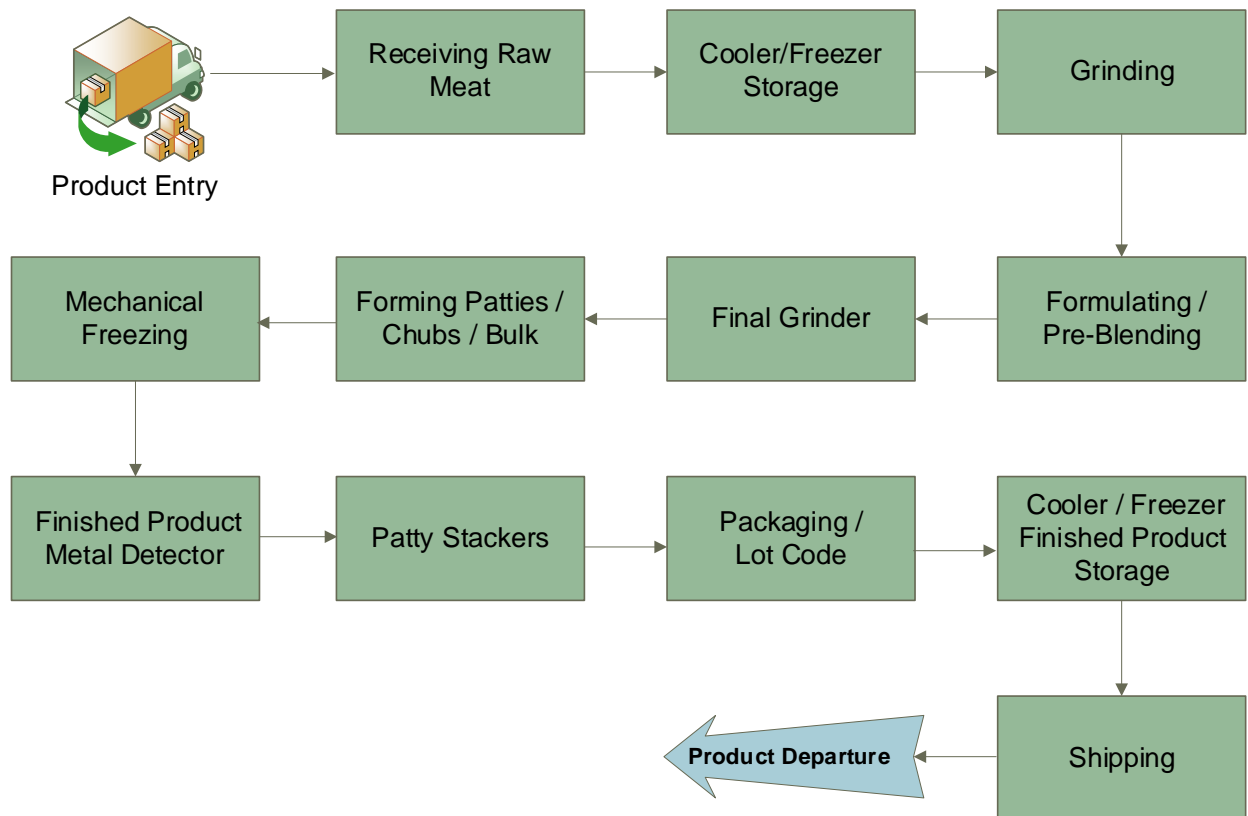 Product Entry
Receiving Raw
Meat
Cooler/Freezer
Storage
Grinding
Formulating /
Pre-Blending
Final Grinder
Forming Patties /
Chubs / Bulk
Mechanical
Freezing
Finished Product
Metal Detector
Patty Stackers
Packaging /
Lot Code
Cooler / Freezer
Finished Product
Storage
Shipping
Product Departure